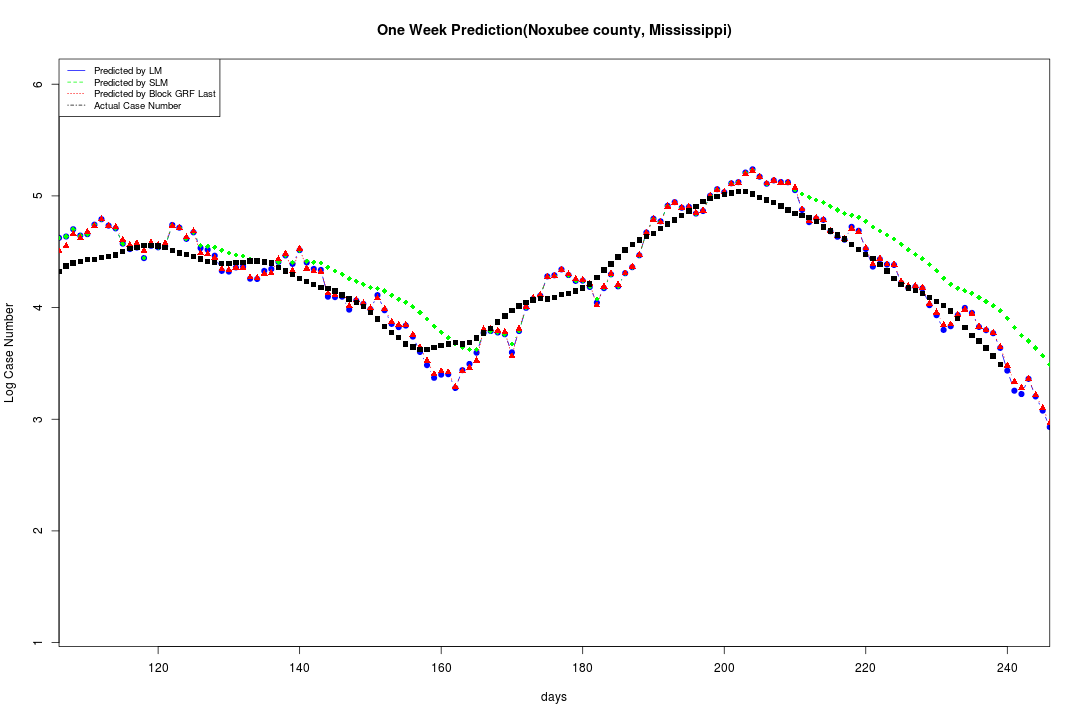 One Week Prediction(Noxubee county, Mississippi)
Predicted by LM
Predicted by SLM
Predicted by Block GRF Last
Actual Case Number
6
5
4
3
2
1
Log Case Number
120 140 160 180 200 220 240
days